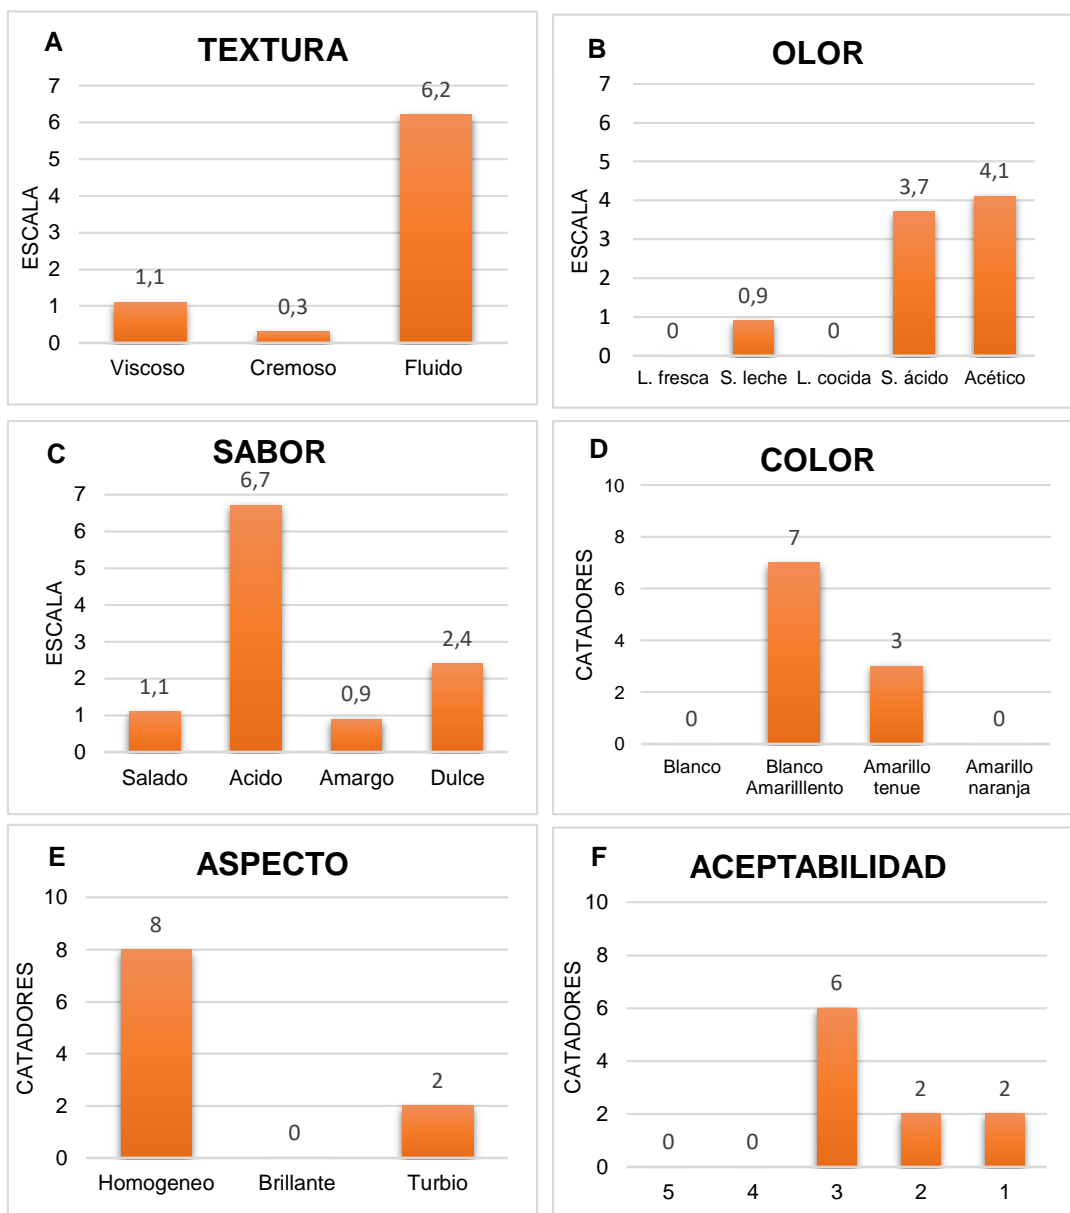 A
TEXTURA
ESCALA
7
6
5
4
3
2
1
0
1,1
0,3
6,2
Viscoso Cremoso Fluido
B
OLOR
ESCALA
7
6
5
4
3
2
1
0
0
0,9
0
3,7
4,1
L. fresca S. leche L. cocida S. ácido Acético
C
SABOR
ESCALA
7
6
5
4
3
2
1
0
1,1
6,7
0,9
2,4
Salado Acido Amargo Dulce
D
COLOR
CATADORES
10
8
6
4
2
0
0
7
3
0
Blanco Blanco Amarillo Amarillo
Amarilllento tenue naranja
E
ASPECTO
CATADORES
10
8
6
4
2
0
8
0
2
Homogeneo Brillante Turbio
F
ACEPTABILIDAD
CATADORES
10
8
6
4
2
0
0
0
6
2
2
5 4 3 2 1